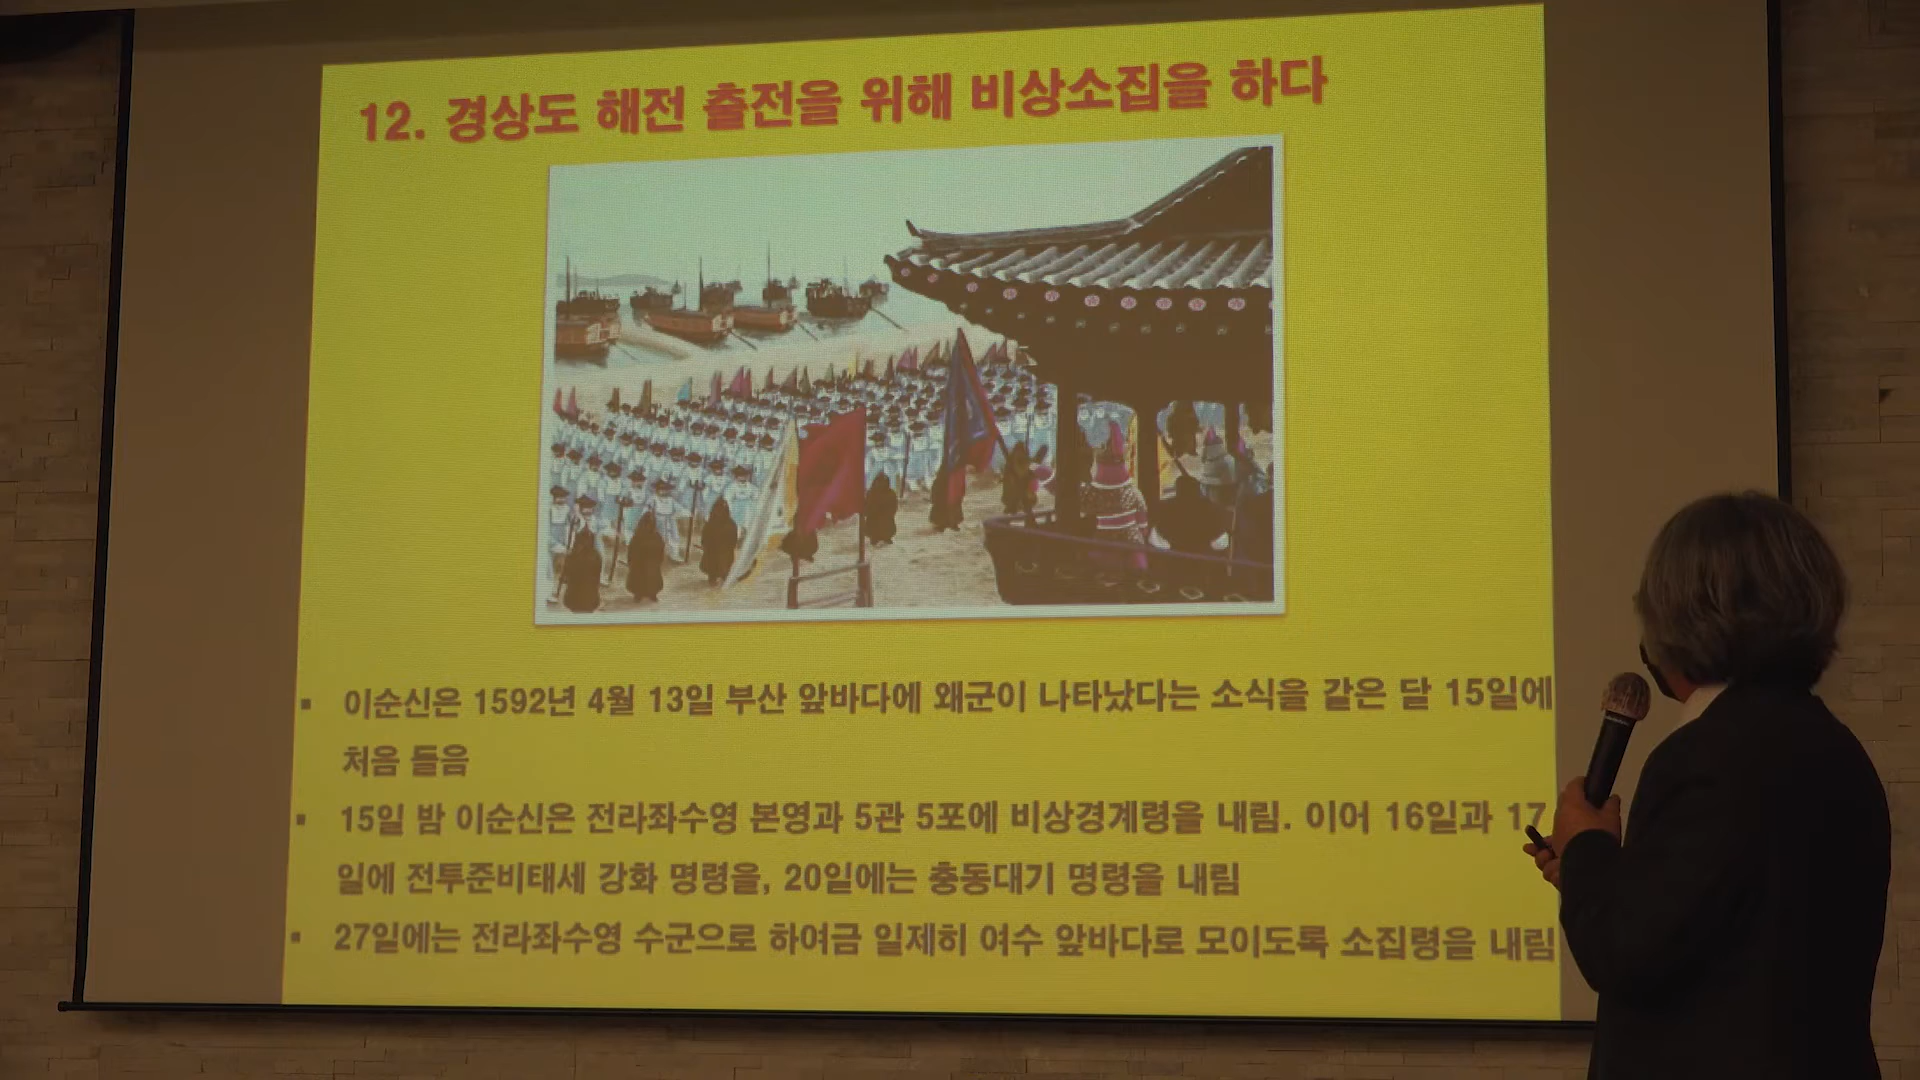 12. 경상도 해전 출전을 위해 비상소집을 하다
▪ 이순신은 1592년 4월 13일 부산 앞바다에 왜군이 나타났다는 소식을 같은 달 15일에
처음 들음
▪ 15일 밤 이순신은 전라좌수영 본영과 5관 5포에 비상경계령을 내림. 이어 16일과 17
일에 전투준비태세 강화 명령을, 20일에는 충동대기 명령을 내림
▪ 27일에는 전라좌수영 수군으로 하여금 일제히 여수 앞바다로 모이도록 소집령을 내림